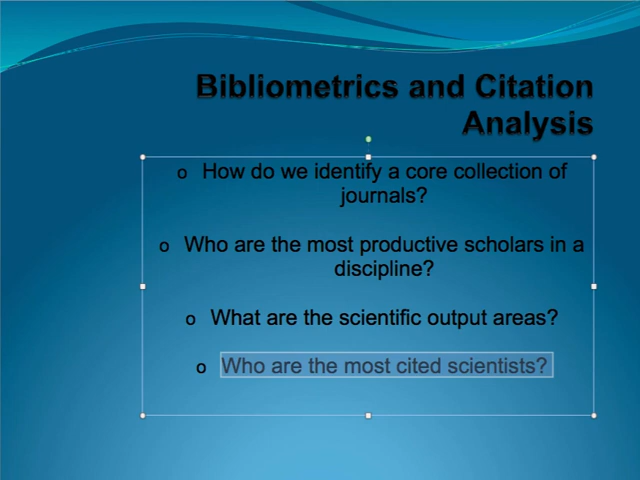 Bibliometrics and Citation
Analysis
o How do we identify a core collection of
journals?
o Who are the most productive scholars in a
discipline?
o What are the scientific output areas?
o Who are the most cited scientists?